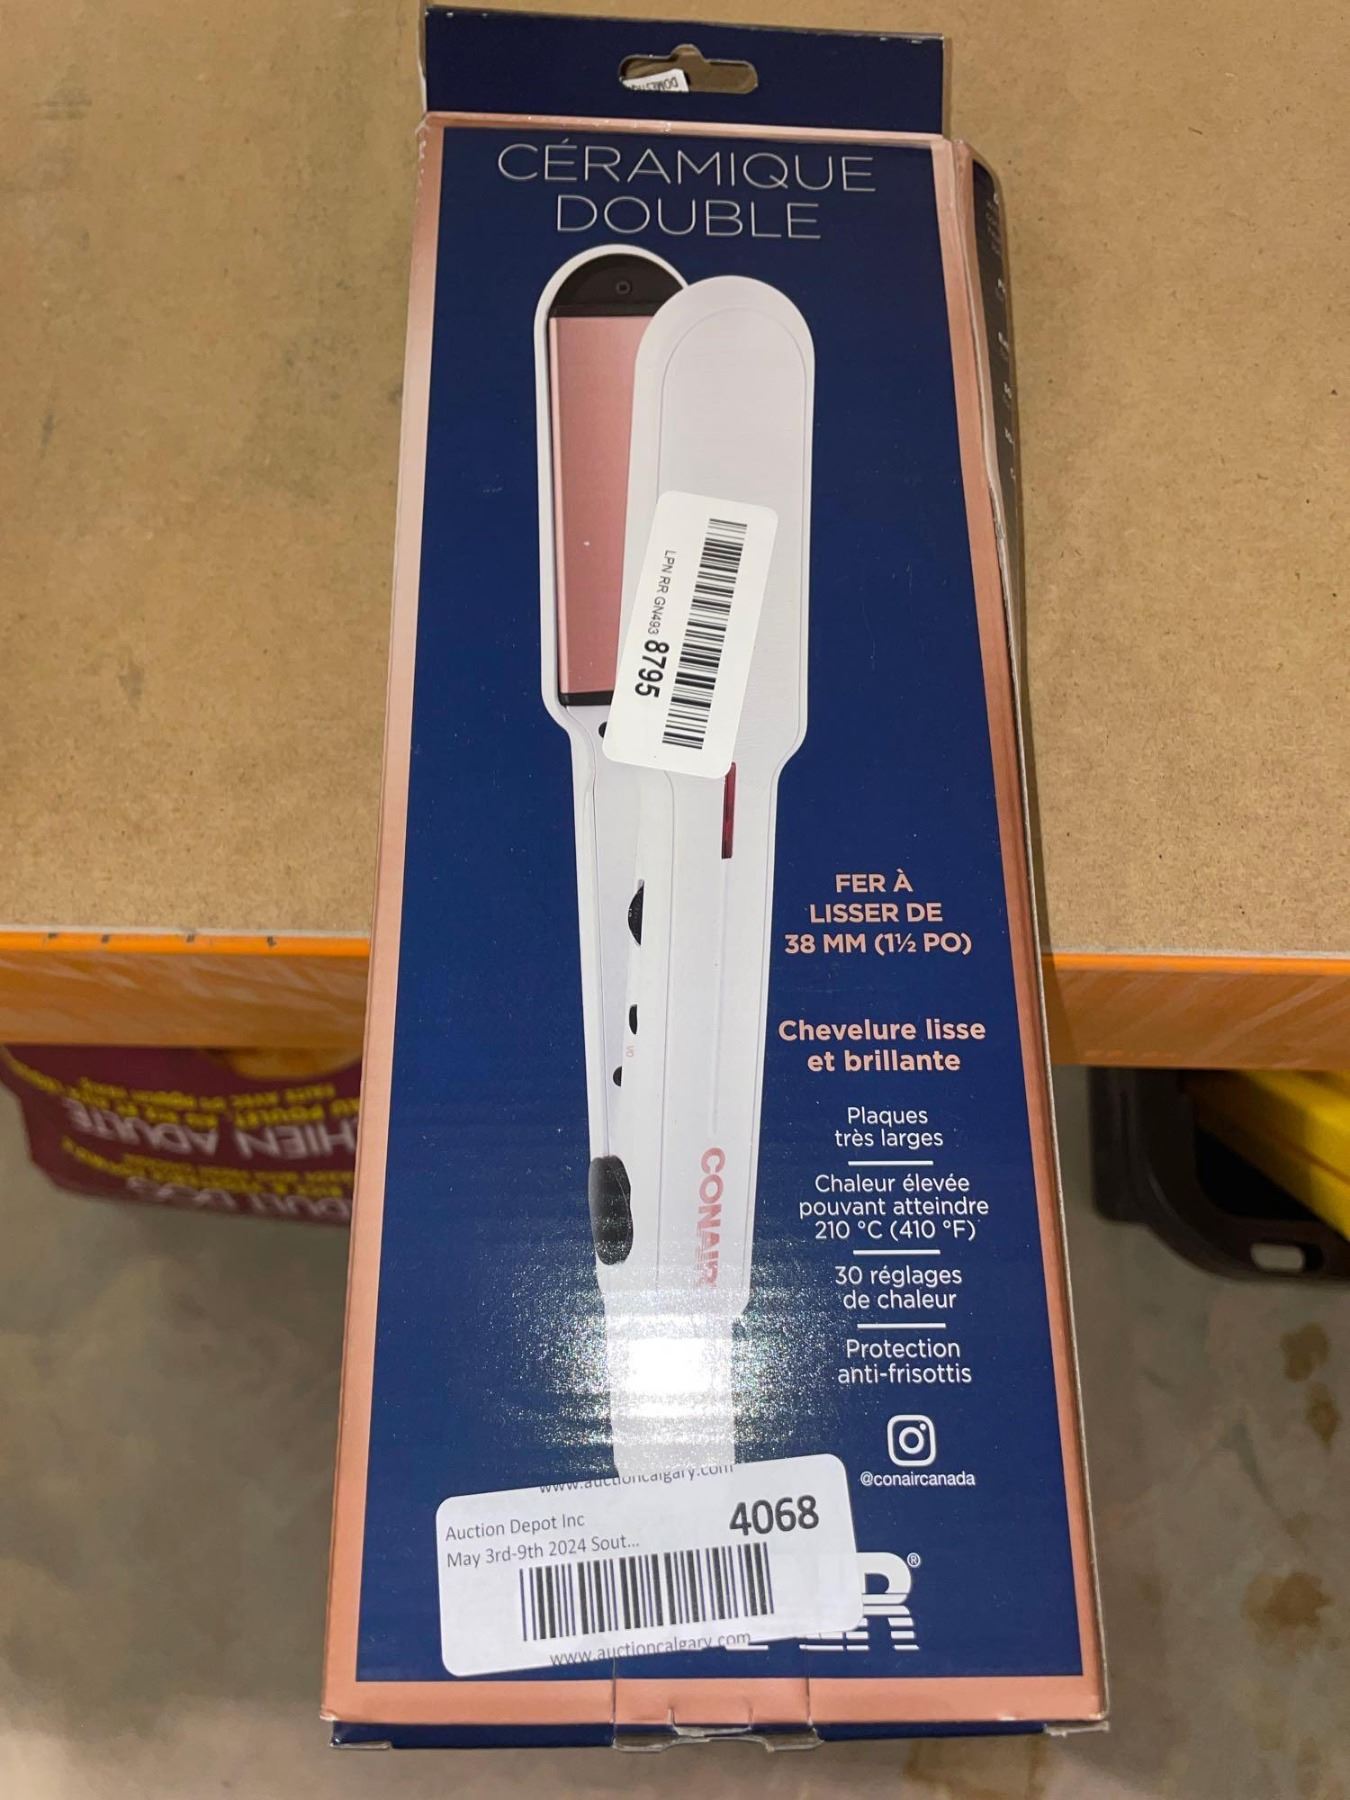 CÉRAMIQUE
DOUBLE
LPN RR GN493 8795
FER À
LISSER DE
38 MM (1½ PO)
Chevelure lisse
et brillante
Plaques
très larges
Chaleur élevée
pouvant atteindre
210 °C (410 °F)
30 réglages
de chaleur
Protection
anti-frisottis
@conaircanada
I/O
CONAIR
www.auctioncalgary.com
Auction Depot Inc
4068
May 3rd-9th 2024 Sout...
www.auctioncalgary.com
R®
CHIEN ADULTE